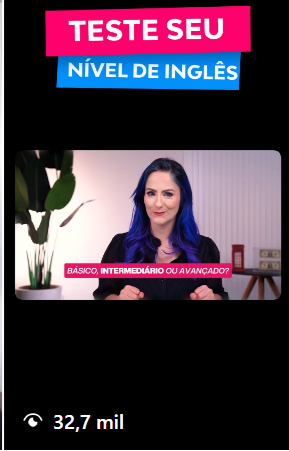 TESTE SEU
NÍVEL DE INGLÊS
BÁSICO, INTERMEDIÁRIO OU AVANÇADO?
32,7 mil